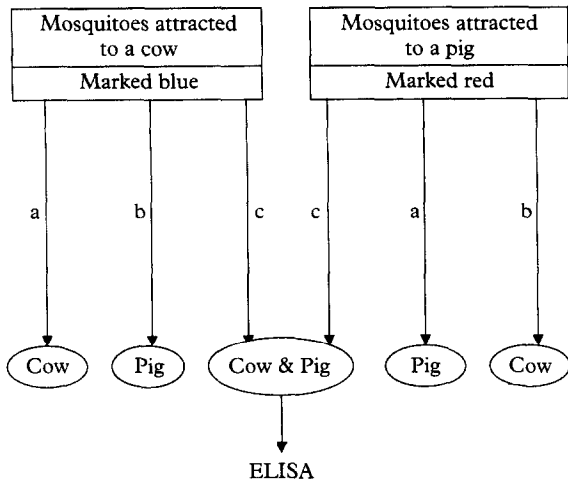 Mosquitoes attracted
to a cow
Marked blue
Mosquitoes attracted
to a pig
Marked red
a b c c a b
Cow Pig Cow & Pig Pig Cow
ELISA